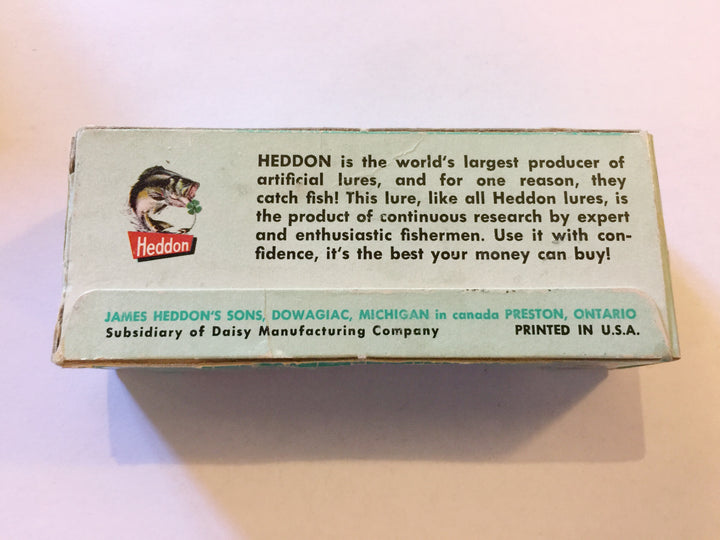 HEDDON is the world's largest producer of
artificial lures, and for one reason, they
catch fish! This lure, like all Heddon lures, is
the product of continuous research by expert
and enthusiastic fishermen. Use it with con-
fidence, it's the best your money can buy!
Heddon
JAMES HEDDON'S SONS, DOWAGIAC, MICHIGAN in canada PRESTON, ONTARIO
Subsidiary of Daisy Manufacturing Company PRINTED IN U.S.A.